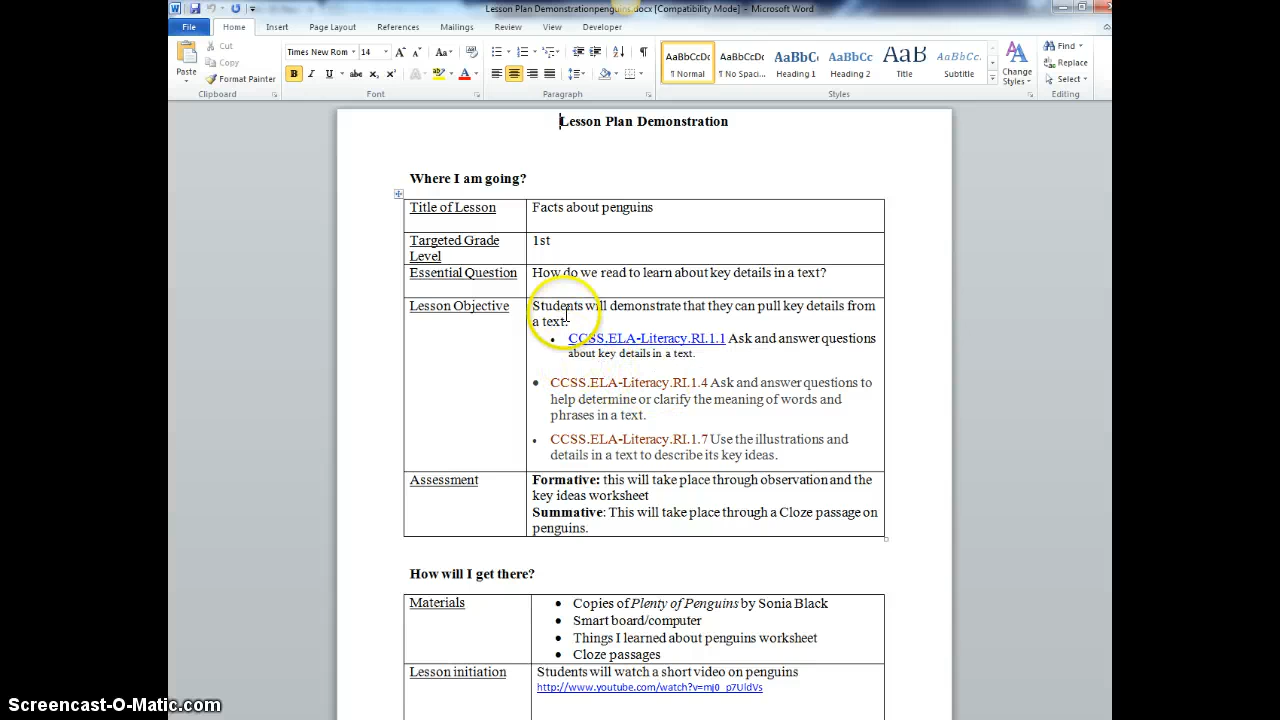 Lesson Plan Demonstrationpenguins.docx [Compatibility Mode] - Microsoft Word
File Home Insert Page Layout References Mailings Review View Developer
Paste
Cut
Copy
Format Painter
Clipboard
Times New Rom 14
Font
Paragraph
AaBbCcDc AaBbCcDc AaBbC AaBbCc AaB AaBbCc.
¶ Normal ¶ No Spaci... Heading 1 Heading 2 Title Subtitle
Change
Styles
Styles
Find
Replace
Select
Editing
Lesson Plan Demonstration
Where I am going?
Title of Lesson Facts about penguins
Targeted Grade Level 1st
Essential Question How do we read to learn about key details in a text?
Lesson Objective Students will demonstrate that they can pull key details from
a text.
• CCSS.ELA-Literacy.RI.1.1 Ask and answer questions
about key details in a text.
• CCSS.ELA-Literacy.RI.1.4 Ask and answer questions to
help determine or clarify the meaning of words and
phrases in a text.
• CCSS.ELA-Literacy.RI.1.7 Use the illustrations and
details in a text to describe its key ideas.
Assessment Formative: this will take place through observation and the
key ideas worksheet
Summative: This will take place through a Cloze passage on
penguins.
How will I get there?
Materials • Copies of Plenty of Penguins by Sonia Black
• Smart board/computer
• Things I learned about penguins worksheet
• Cloze passages
Lesson initiation Students will watch a short video on penguins
Screencast-O-Matic.com